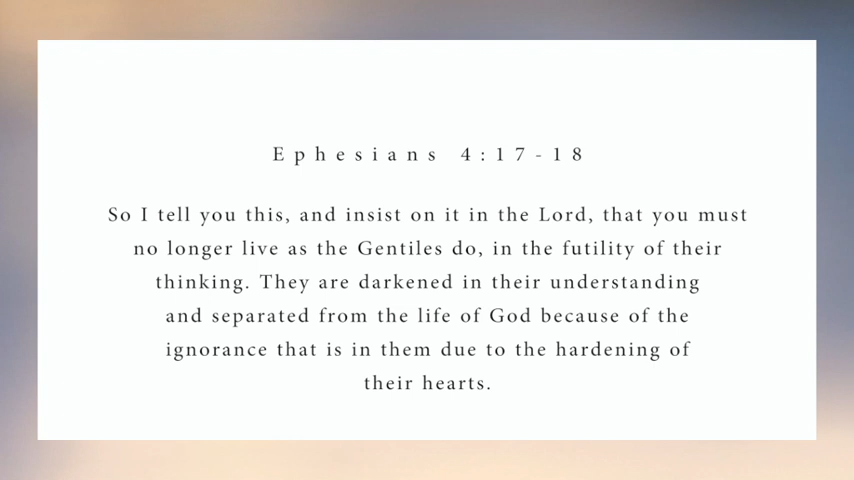 Ephesians 4:17-18
So I tell you this, and insist on it in the Lord, that you must
no longer live as the Gentiles do, in the futility of their
thinking. They are darkened in their understanding
and separated from the life of God because of the
ignorance that is in them due to the hardening of
their hearts.